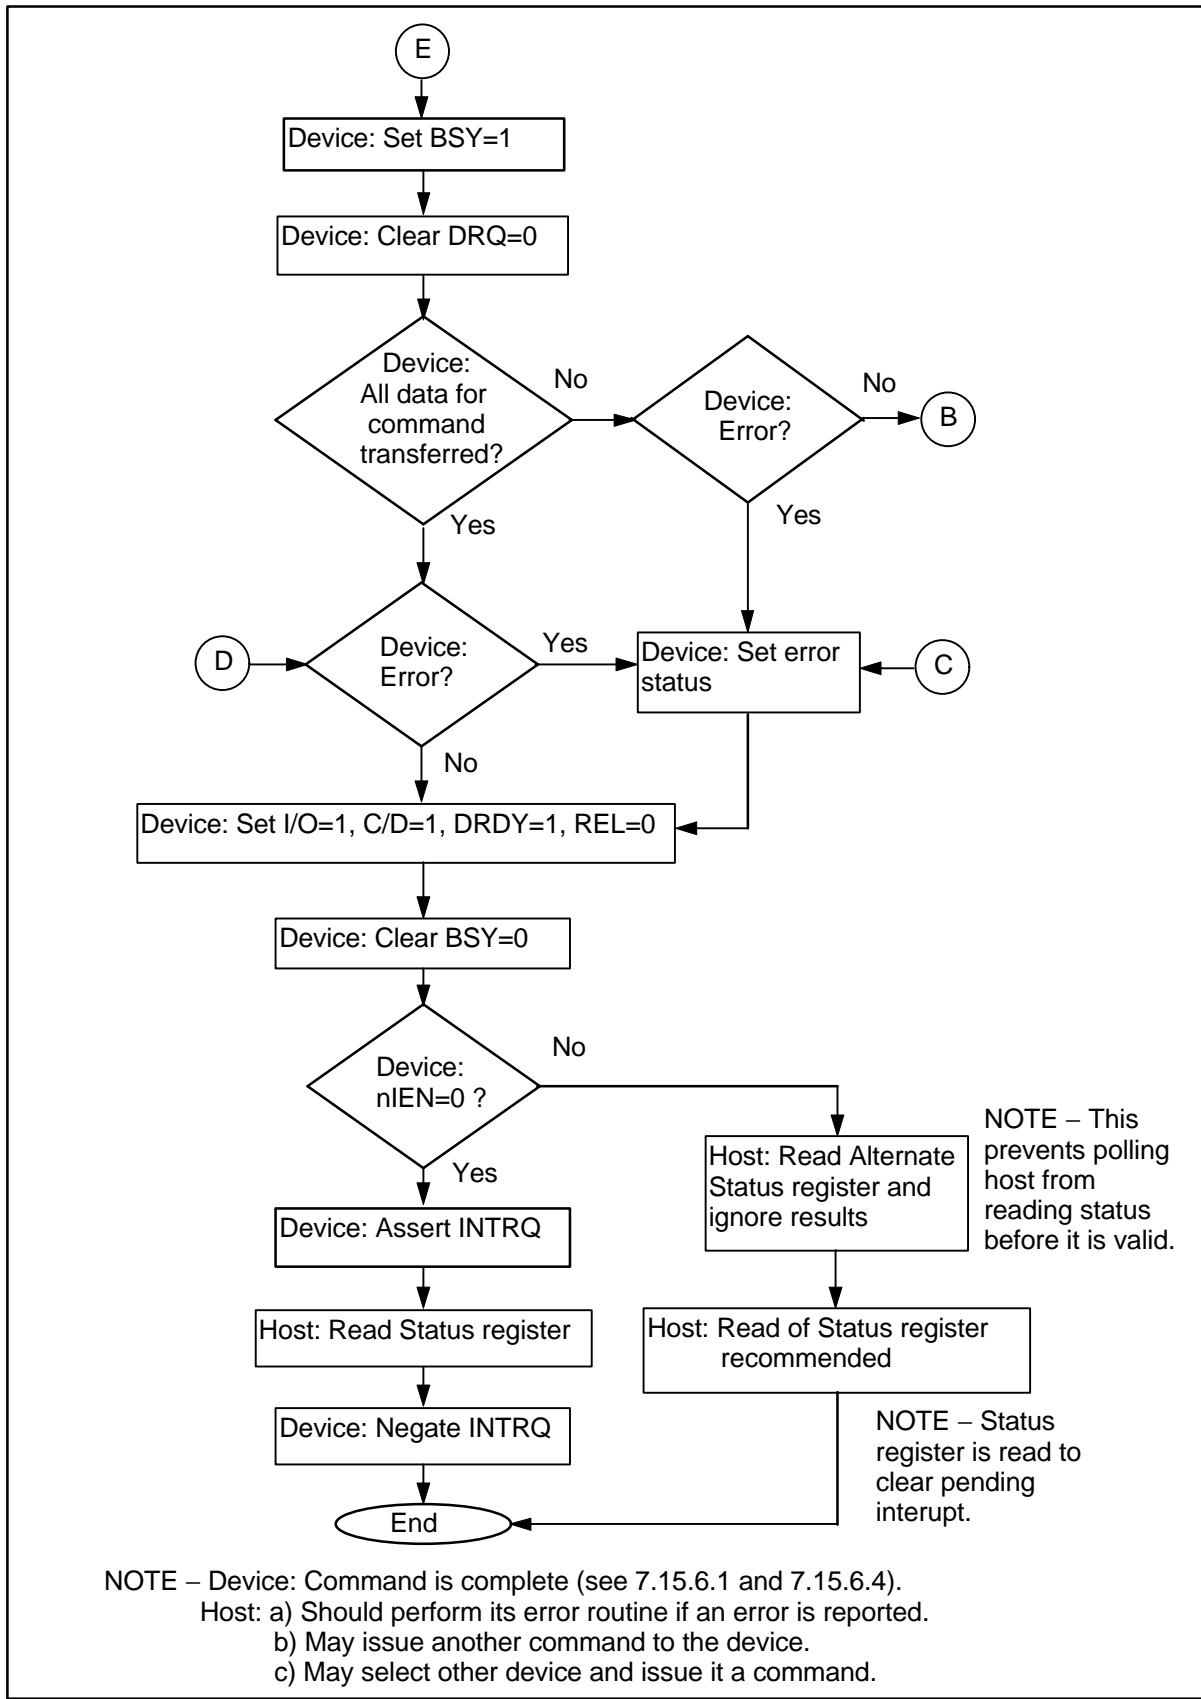 E
Device: Set BSY=1
Device: Clear DRQ=0
Device:
All data for
command
transferred?
No
Device:
Error?
No
B
Yes
Yes
D
Device:
Error?
Yes
Device: Set error
status
C
No
Device: Set I/O=1, C/D=1, DRDY=1, REL=0
Device: Clear BSY=0
Device:
nIEN=0 ?
No
Yes
Host: Read Alternate
Status register and
ignore results
NOTE – This
prevents polling
host from
reading status
before it is valid.
Device: Assert INTRQ
Host: Read Status register
Host: Read of Status register
recommended
Device: Negate INTRQ
NOTE – Status
register is read to
clear pending
interupt.
End
NOTE – Device: Command is complete (see 7.15.6.1 and 7.15.6.4).
Host: a) Should perform its error routine if an error is reported.
b) May issue another command to the device.
c) May select other device and issue it a command.